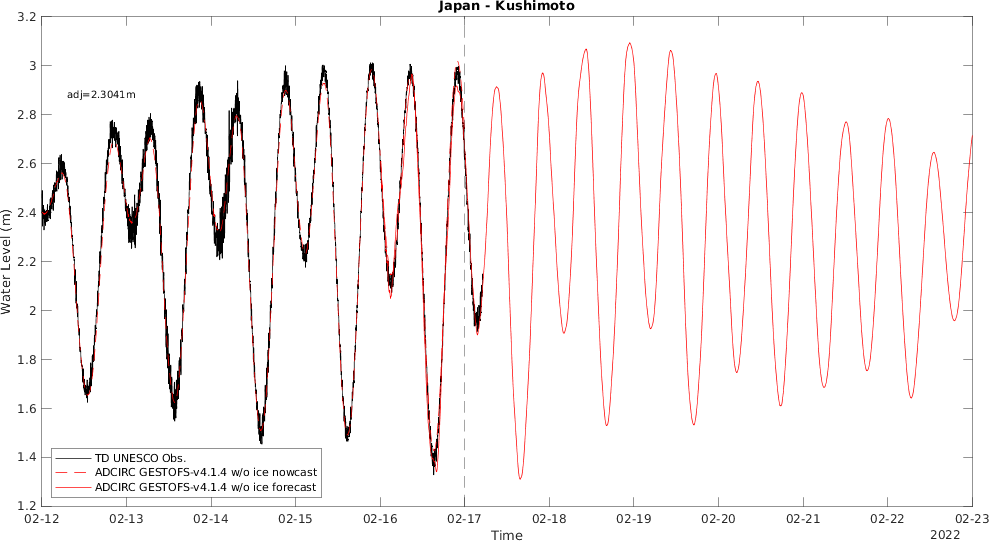 Japan - Kushimoto
3.2
3
2.8
2.6
2.4
2.2
2
1.8
1.6
1.4
1.2
Water Level (m)
adj=2.3041m
TD UNESCO Obs.
ADCIRC GESTOFS-v4.1.4 w/o ice nowcast
ADCIRC GESTOFS-v4.1.4 w/o ice forecast
02-12 02-13 02-14 02-15 02-16 02-17 02-18 02-19 02-20 02-21 02-22 02-23
Time
2022